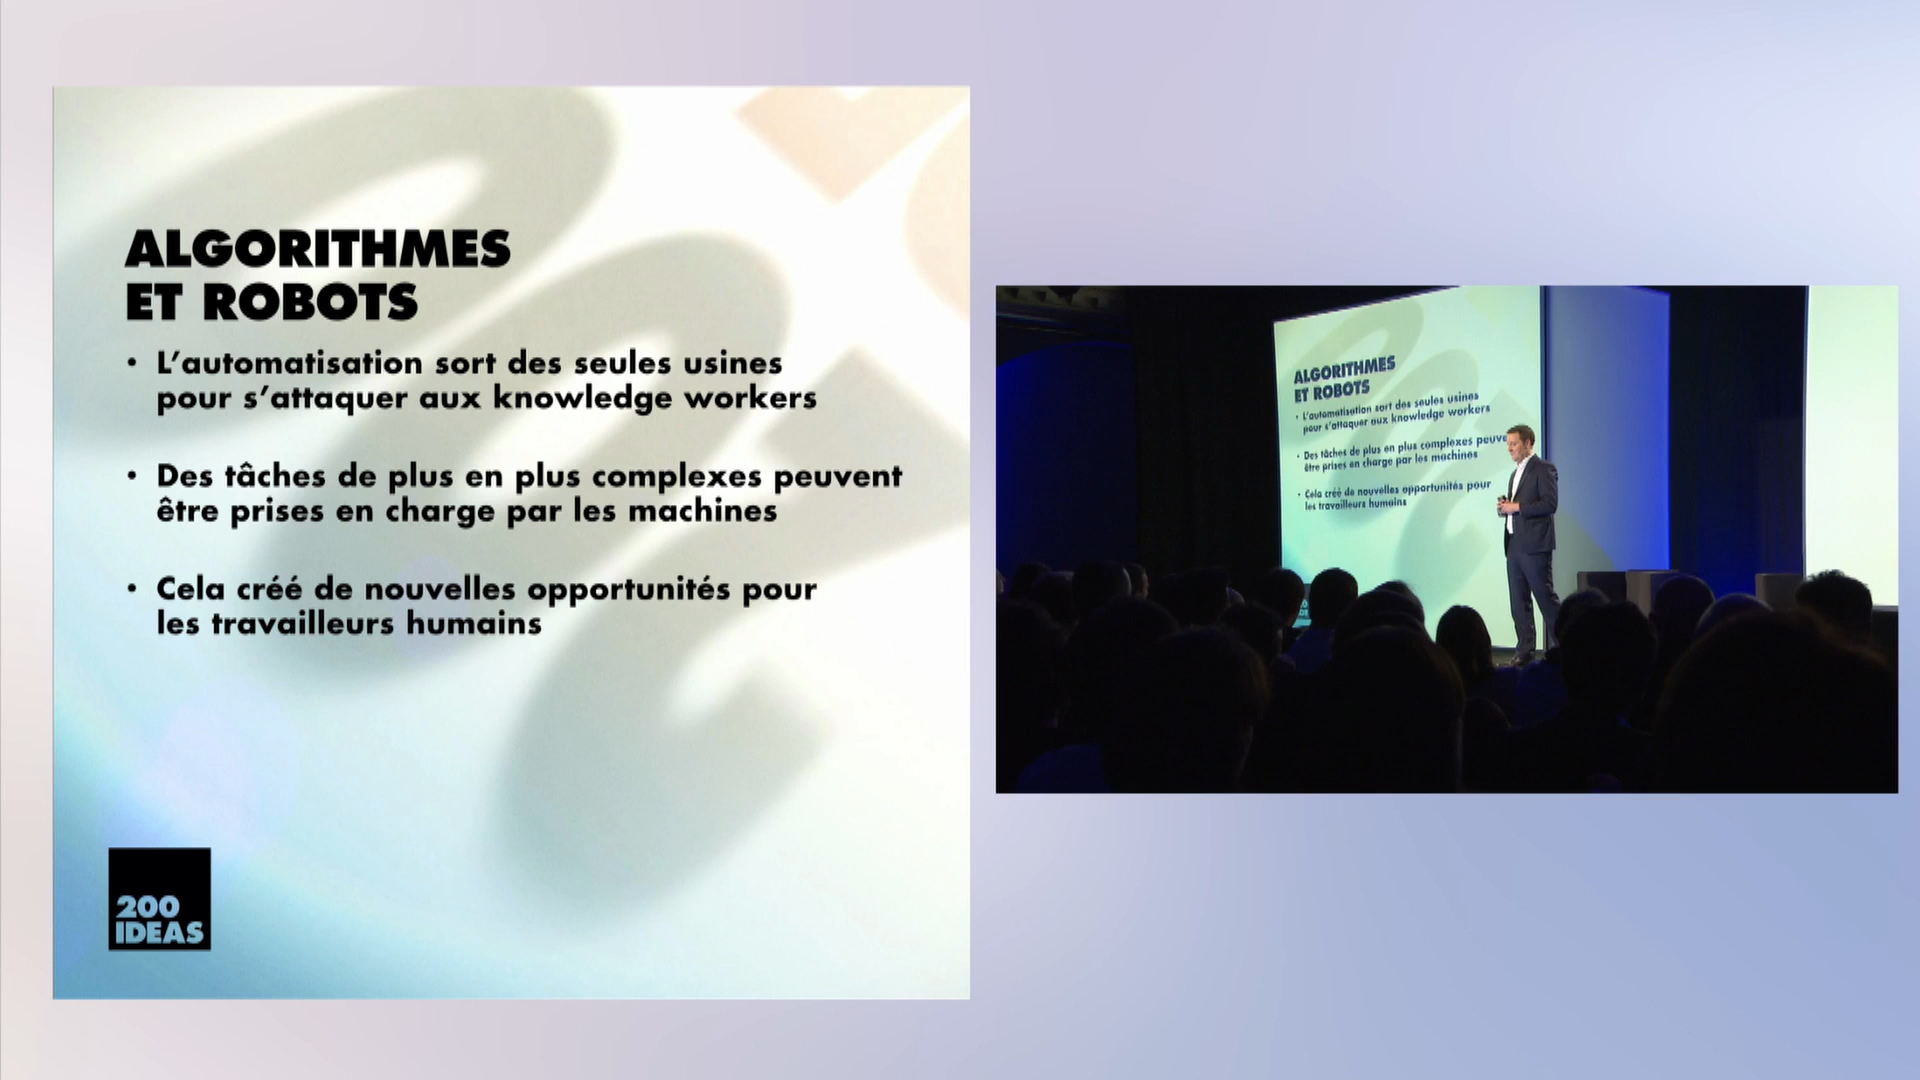 ALGORITHMES
ET ROBOTS
• L’automatisation sort des seules usines
pour s’attaquer aux knowledge workers
• Des tâches de plus en plus complexes peuvent
être prises en charge par les machines
• Cela créé de nouvelles opportunités pour
les travailleurs humains
200
IDEAS
ALGORITHMES
ET ROBOTS
• L’automatisation sort des seules usines
pour s’attaquer aux knowledge workers
• Des tâches de plus en plus complexes peuve
être prises en charge par les machines
• Cela créé de nouvelles opportunités pour
les travailleurs humains